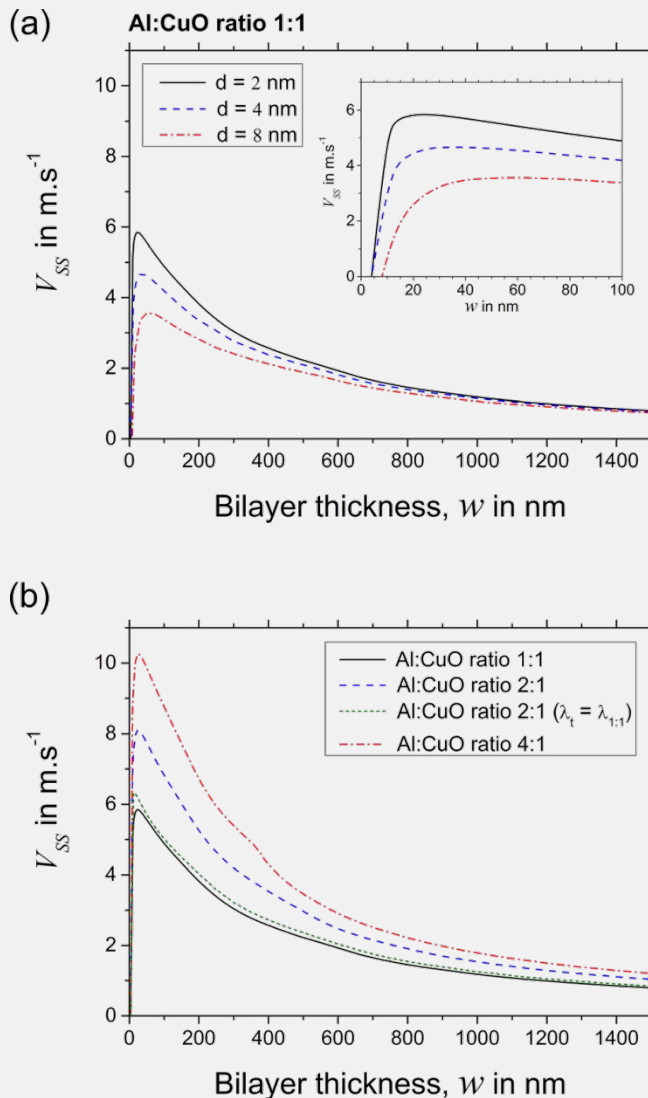 (a)
Al:CuO ratio 1:1
V_SS in m.s⁻¹
10
8
6
4
2
0
d = 2 nm
d = 4 nm
d = 8 nm
V_SS in m.s⁻¹
6
4
2
0
0 20 40 60 80 100
w in nm
0 200 400 600 800 1000 1200 1400
Bilayer thickness, w in nm
(b)
V_SS in m.s⁻¹
10
8
6
4
2
0
Al:CuO ratio 1:1
Al:CuO ratio 2:1
Al:CuO ratio 2:1 (λ_t = λ_1:1)
Al:CuO ratio 4:1
0 200 400 600 800 1000 1200 1400
Bilayer thickness, w in nm